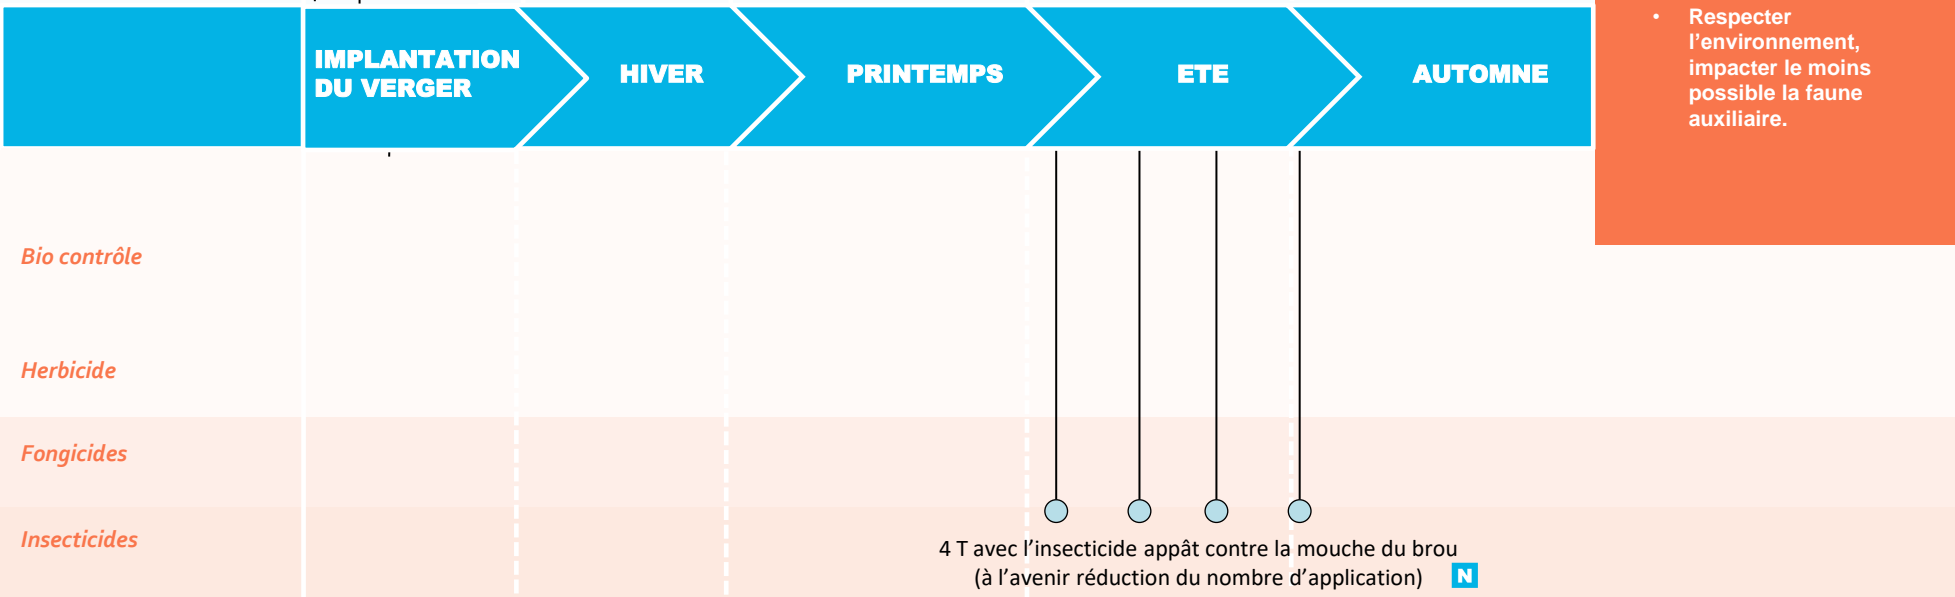 IMPLANTATION
DU VERGER
HIVER
PRINTEMPS
ETE
AUTOMNE
• Respecter
l’environnement,
impacter le moins
possible la faune
auxiliaire.
Bio contrôle
Herbicide
Fongicides
Insecticides
4 T avec l’insecticide appât contre la mouche du brou
(à l’avenir réduction du nombre d’application) N